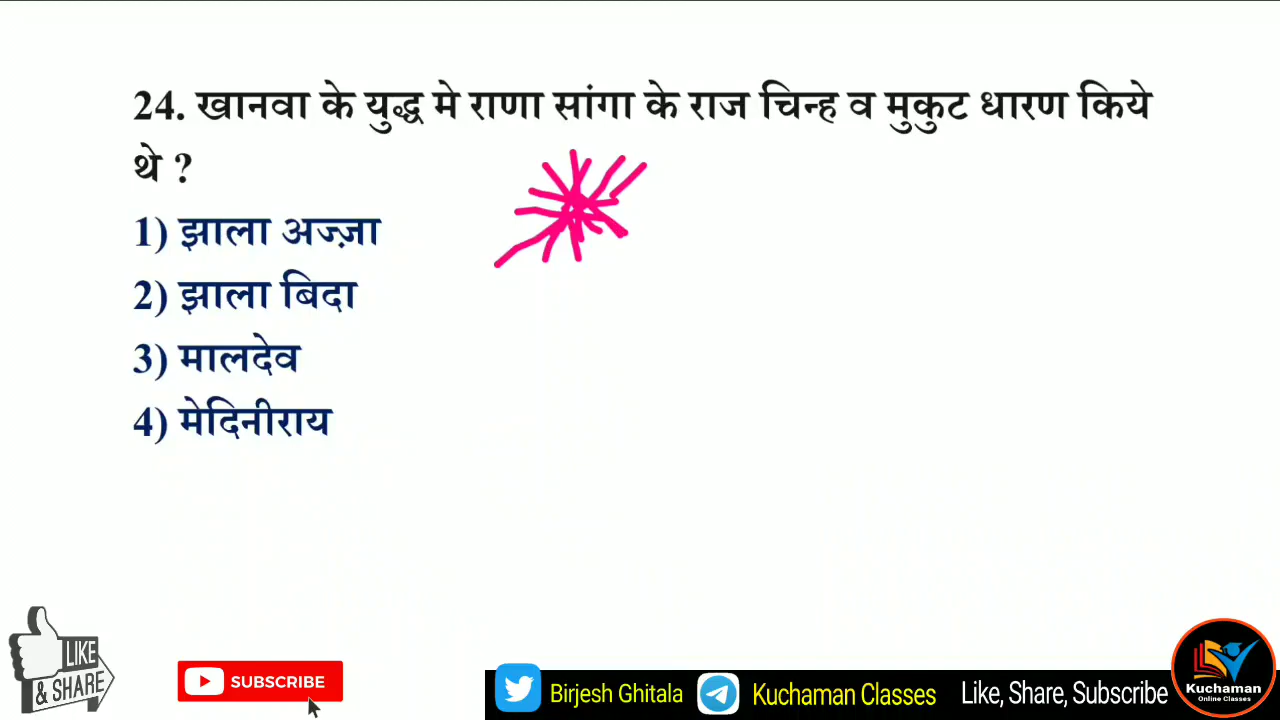 24. खानवा के युद्ध मे राणा सांगा के राज चिन्ह व मुकुट धारण किये
थे ?
1) झाला अज्ज़ा
2) झाला बिदा
3) मालदेव
4) मेदिनीराय
LIKE
& SHARE
SUBSCRIBE
Birjesh Ghitala
Kuchaman Classes
Like, Share, Subscribe
Kuchaman
Online Classes